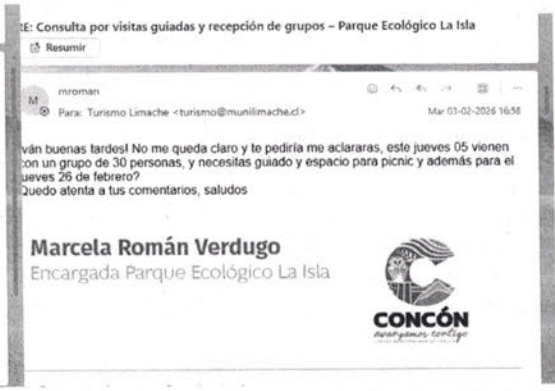 RE: Consulta por visitas guiadas y recepción de grupos – Parque Ecológico La Isla
Resumir
M
mroman
Para: Turismo Limache <turismo@munilimache.cl>
Mar 03-02-2026 16:58
ván buenas tardes! No me queda claro y te pediría me aclararas, este jueves 05 vienen
con un grupo de 30 personas, y necesitas guiado y espacio para picnic y además para el
jueves 26 de febrero?
Quedo atenta a tus comentarios, saludos
Marcela Román Verdugo
Encargada Parque Ecológico La Isla
CONCÓN
avanzamos contigo